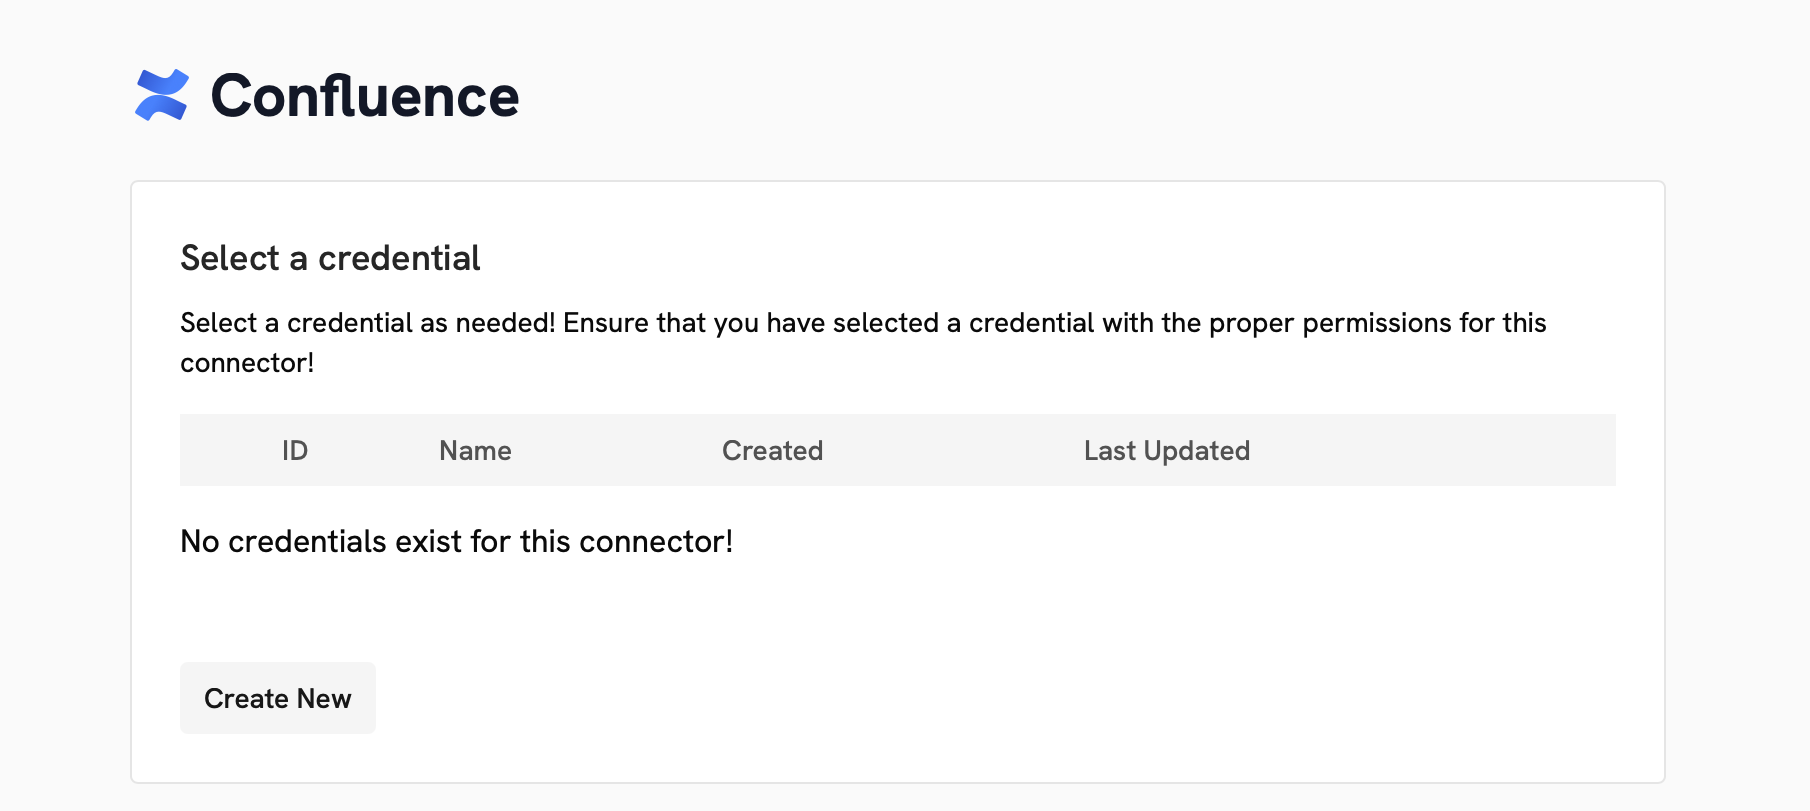 Confluence
Select a credential
Select a credential as needed! Ensure that you have selected a credential with the proper permissions for this
connector!
ID Name Created Last Updated
No credentials exist for this connector!
Create New